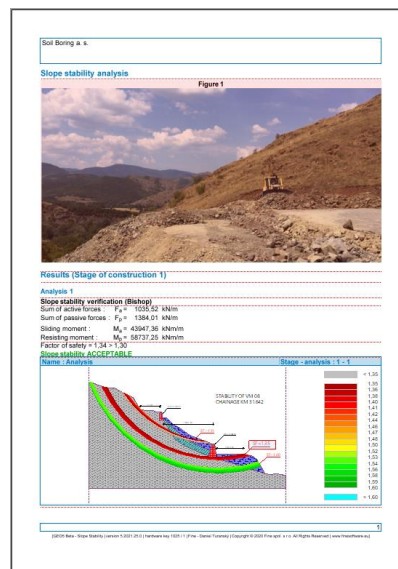 Soil Boring a. s.
Slope stability analysis
Figure 1
Results (Stage of construction 1)
Analysis 1
Slope stability verification (Bishop)
Sum of active forces : Fa = 1035,52 kN/m
Sum of passive forces : Fp = 1384,01 kN/m
Sliding moment : Ma = 43947,36 kNm/m
Resisting moment : Mp = 58737,25 kNm/m
Factor of safety = 1,34 > 1,30
Slope stability ACCEPTABLE
Name : Analysis Stage - analysis : 1 - 1
STABILITY OF VM 08
CHAINAGE KM 3.1842
< 1,35
1,35
1,36
1,38
1,40
1,41
1,42
1,44
1,46
1,47
1,48
1,50
1,52
1,53
1,54
1,56
1,58
1,59
1,60
> 1,60
1